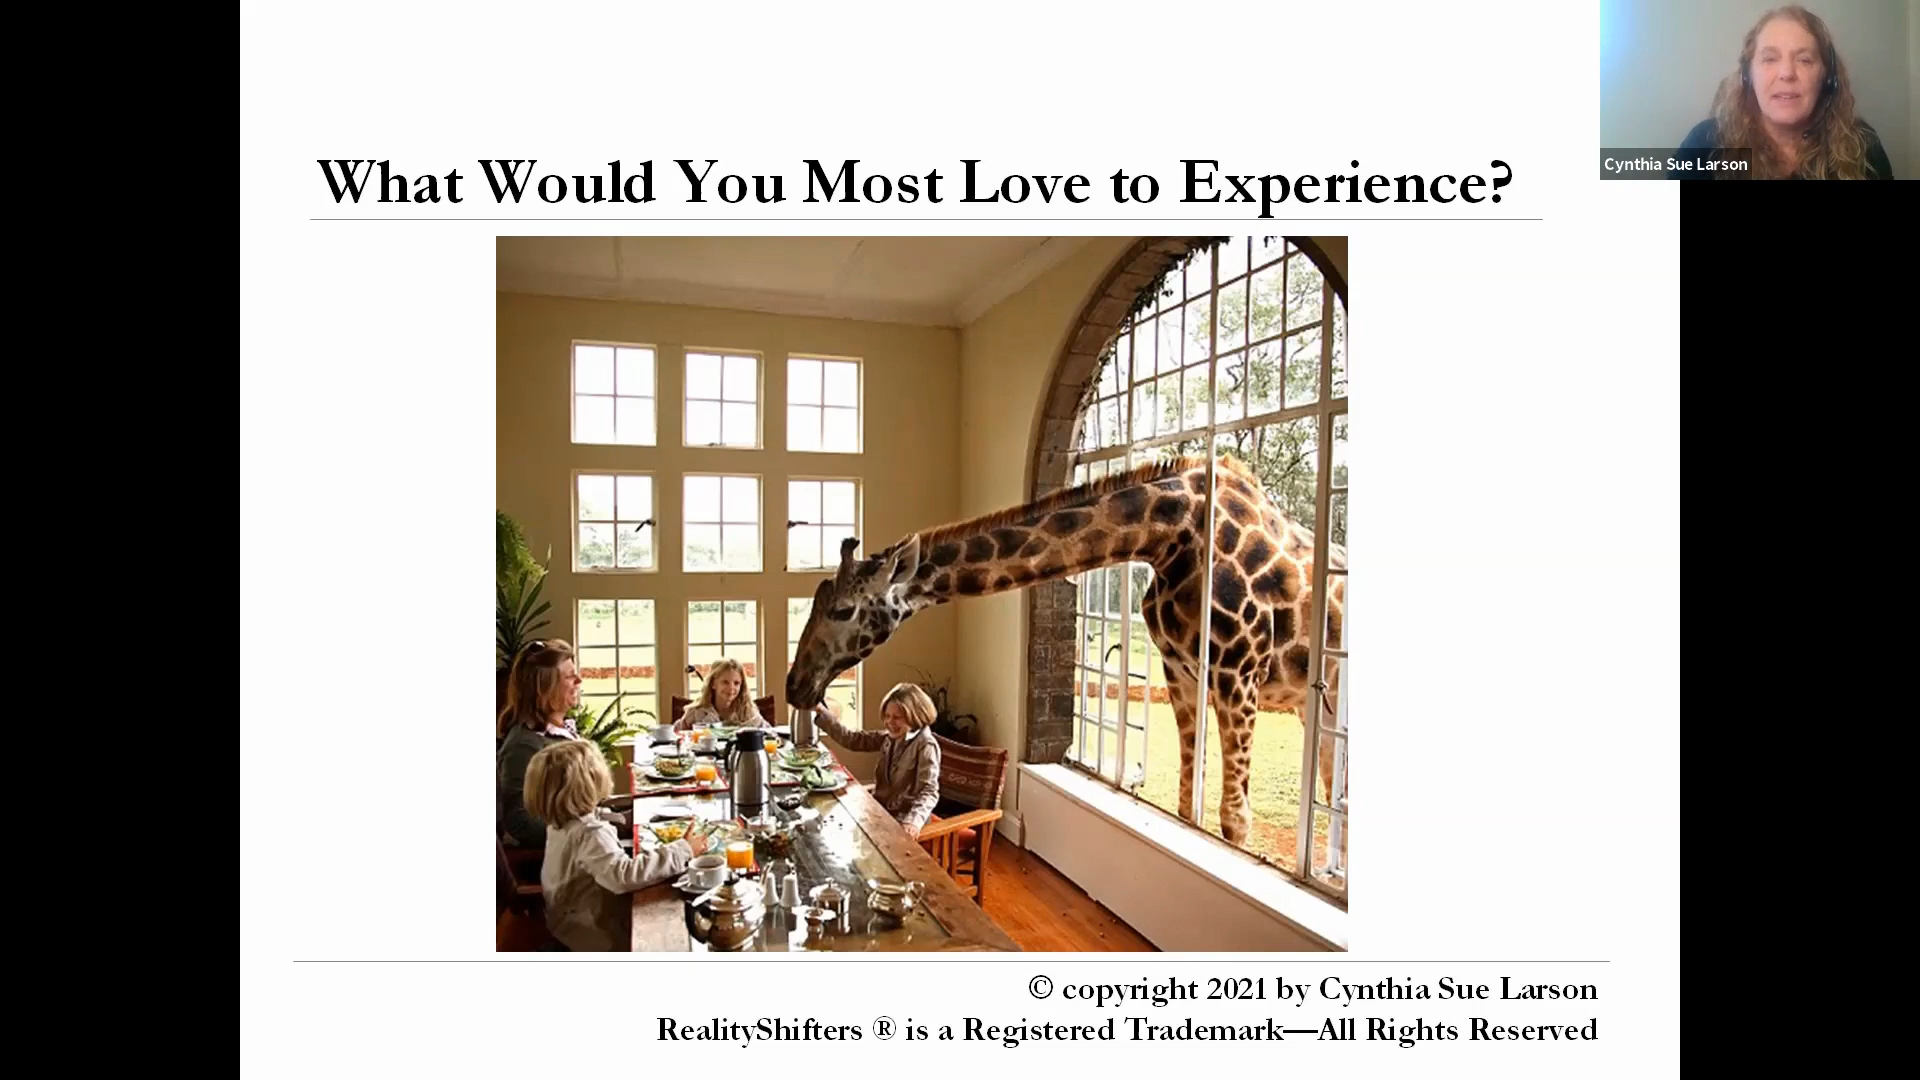 What Would You Most Love to Experience?
Cynthia Sue Larson
© copyright 2021 by Cynthia Sue Larson
RealityShifters ® is a Registered Trademark—All Rights Reserved